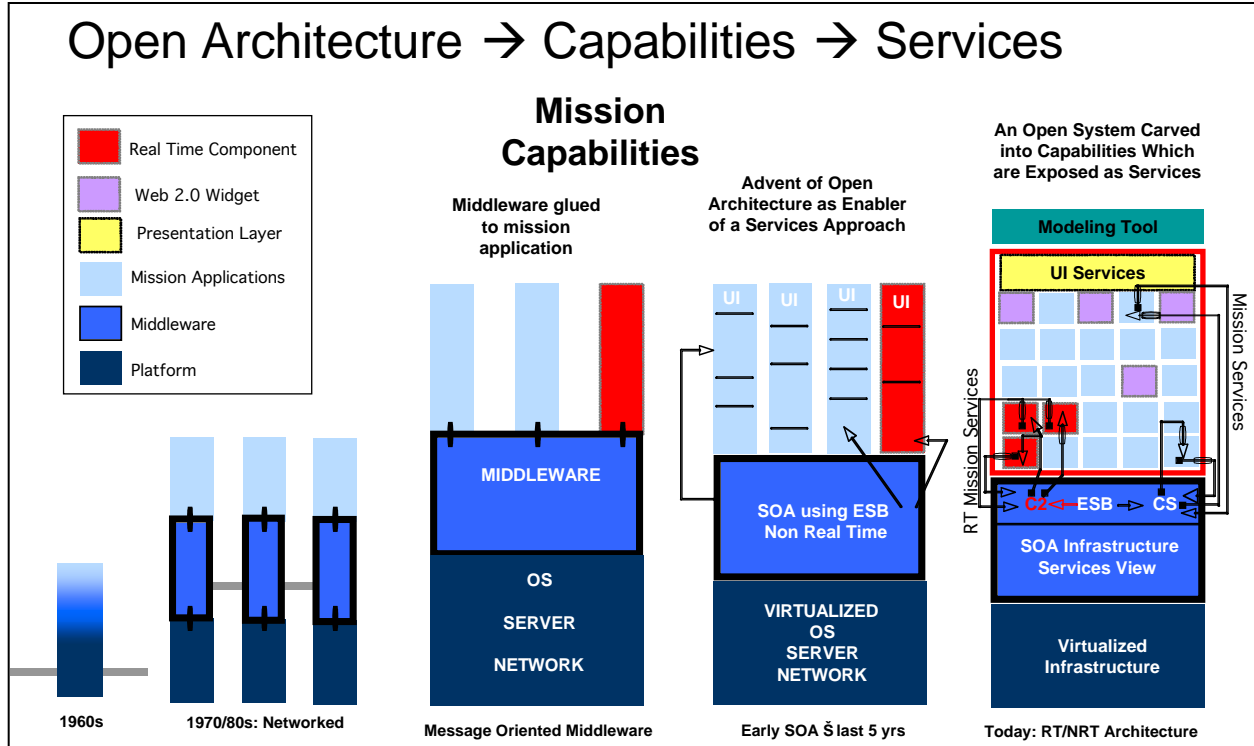 Open Architecture → Capabilities → Services
Mission
Capabilities
Real Time Component
Web 2.0 Widget
Presentation Layer
Mission Applications
Middleware
Platform
1960s
1970/80s: Networked
Middleware glued
to mission
application
MIDDLEWARE
OS
SERVER
NETWORK
Message Oriented Middleware
Advent of Open
Architecture as Enabler
of a Services Approach
UI
UI
UI
UI
SOA using ESB
Non Real Time
VIRTUALIZED
OS
SERVER
NETWORK
Early SOA Š last 5 yrs
An Open System Carved
into Capabilities Which
are Exposed as Services
Modeling Tool
UI Services
Mission Services
RT Mission Services
C2 ESB CS
SOA Infrastructure
Services View
Virtualized
Infrastructure
Today: RT/NRT Architecture